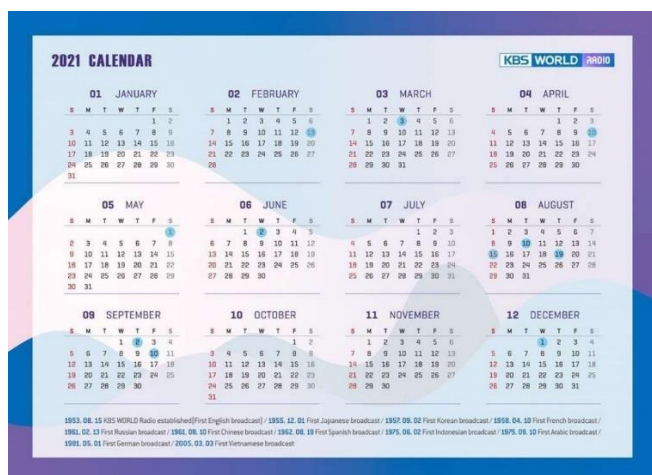 2021 CALENDAR
KBS WORLD RADIO
01 JANUARY
S M T W T F S
1 2
3 4 5 6 7 8 9
10 11 12 13 14 15 16
17 18 19 20 21 22 23
24 25 26 27 28 29 30
31
02 FEBRUARY
S M T W T F S
1 2 3 4 5 6
7 8 9 10 11 12 13
14 15 16 17 18 19 20
21 22 23 24 25 26 27
28
03 MARCH
S M T W T F S
1 2 3 4 5 6
7 8 9 10 11 12 13
14 15 16 17 18 19 20
21 22 23 24 25 26 27
28 29 30 31
04 APRIL
S M T W T F S
1 2 3
4 5 6 7 8 9 10
11 12 13 14 15 16 17
18 19 20 21 22 23 24
25 26 27 28 29 30
05 MAY
S M T W T F S
1
2 3 4 5 6 7 8
9 10 11 12 13 14 15
16 17 18 19 20 21 22
23 24 25 26 27 28 29
30 31
06 JUNE
S M T W T F S
1 2 3 4 5
6 7 8 9 10 11 12
13 14 15 16 17 18 19
20 21 22 23 24 25 26
27 28 29 30
07 JULY
S M T W T F S
1 2 3
4 5 6 7 8 9 10
11 12 13 14 15 16 17
18 19 20 21 22 23 24
25 26 27 28 29 30 31
08 AUGUST
S M T W T F S
1 2 3 4 5 6 7
8 9 10 11 12 13 14
15 16 17 18 19 20 21
22 23 24 25 26 27 28
29 30 31
09 SEPTEMBER
S M T W T F S
1 2 3 4
5 6 7 8 9 10 11
12 13 14 15 16 17 18
19 20 21 22 23 24 25
26 27 28 29 30
10 OCTOBER
S M T W T F S
1 2
3 4 5 6 7 8 9
10 11 12 13 14 15 16
17 18 19 20 21 22 23
24 25 26 27 28 29 30
31
11 NOVEMBER
S M T W T F S
1 2 3 4 5 6
7 8 9 10 11 12 13
14 15 16 17 18 19 20
21 22 23 24 25 26 27
28 29 30
12 DECEMBER
S M T W T F S
1 2 3 4
5 6 7 8 9 10 11
12 13 14 15 16 17 18
19 20 21 22 23 24 25
26 27 28 29 30 31
1953. 08. 15 KBS WORLD Radio established[First English broadcast] / 1955. 12. 01 First Japanese broadcast / 1957. 09. 02 First Korean broadcast / 1958. 04. 10 First French broadcast /
1961. 02. 13 First Russian broadcast / 1961. 08. 10 First Chinese broadcast / 1962. 08. 19 First Spanish broadcast / 1975. 06. 02 First Indonesian broadcast / 1975. 09. 10 First Arabic broadcast /
1981. 05. 01 First German broadcast / 2005. 03. 03 First Vietnamese broadcast